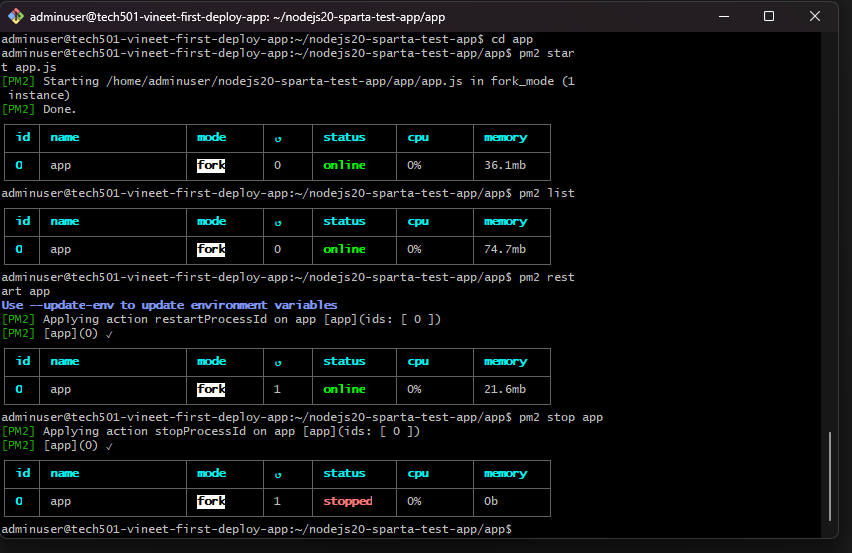 adminuser@tech501-vineet-first-deploy-app: ~/nodejs20-sparta-test-app/app
adminuser@tech501-vineet-first-deploy-app:~/nodejs20-sparta-test-app$ cd app
adminuser@tech501-vineet-first-deploy-app:~/nodejs20-sparta-test-app/app$ pm2 star
t app.js
[PM2] Starting /home/adminuser/nodejs20-sparta-test-app/app/app.js in fork_mode (1
 instance)
[PM2] Done.
id name mode ↺ status cpu memory
0 app fork 0 online 0% 36.1mb
adminuser@tech501-vineet-first-deploy-app:~/nodejs20-sparta-test-app/app$ pm2 list
id name mode ↺ status cpu memory
0 app fork 0 online 0% 74.7mb
adminuser@tech501-vineet-first-deploy-app:~/nodejs20-sparta-test-app/app$ pm2 rest
art app
Use --update-env to update environment variables
[PM2] Applying action restartProcessId on app [app](ids: [ 0 ])
[PM2] [app](0) ✓
id name mode ↺ status cpu memory
0 app fork 1 online 0% 21.6mb
adminuser@tech501-vineet-first-deploy-app:~/nodejs20-sparta-test-app/app$ pm2 stop app
[PM2] Applying action stopProcessId on app [app](ids: [ 0 ])
[PM2] [app](0) ✓
id name mode ↺ status cpu memory
0 app fork 1 stopped 0% 0b
adminuser@tech501-vineet-first-deploy-app:~/nodejs20-sparta-test-app/app$